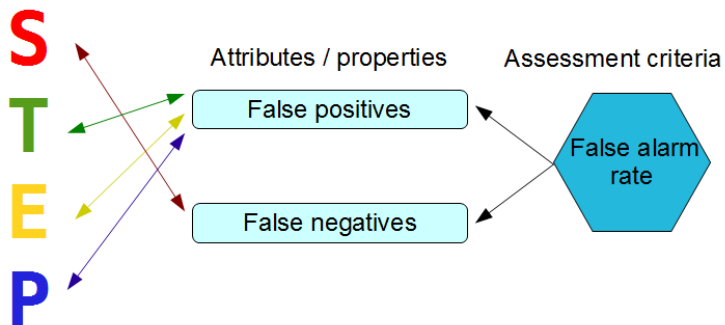 S
T
E
P
Attributes / properties
False positives
False negatives
Assessment criteria
False alarm
rate